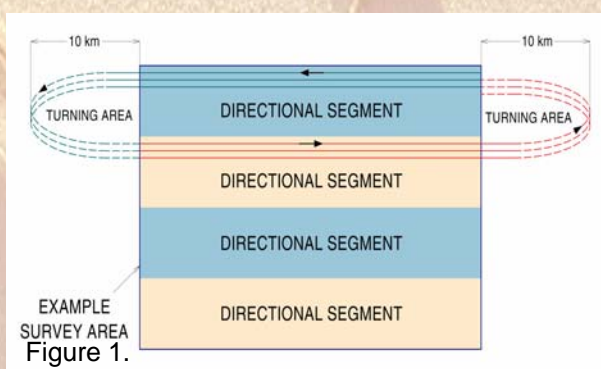 10 km
10 km
TURNING AREA
DIRECTIONAL SEGMENT
TURNING AREA
DIRECTIONAL SEGMENT
DIRECTIONAL SEGMENT
DIRECTIONAL SEGMENT
EXAMPLE
SURVEY AREA
Figure 1.